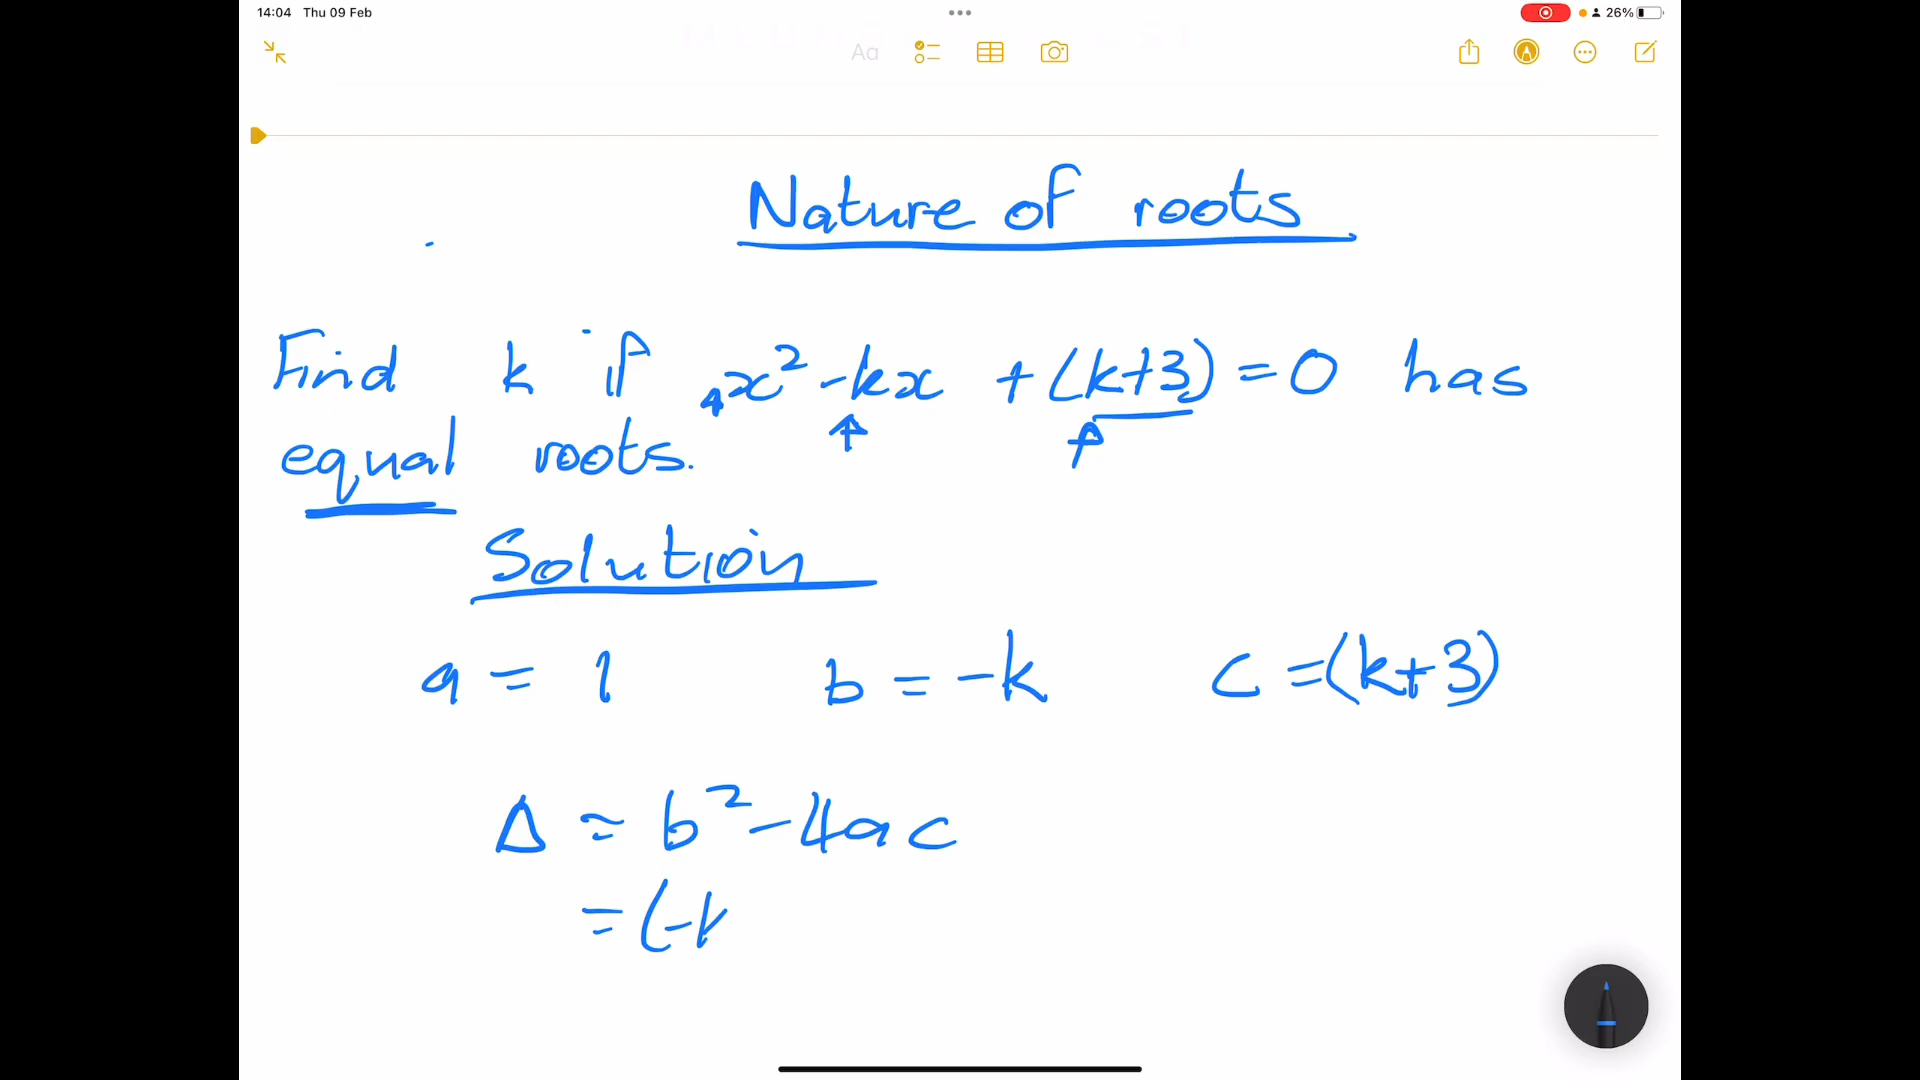 14:04 Thu 09 Feb
26%
Aa
Nature of roots
Find k if x² - kx + (k+3) = 0 has
equal roots.
Solution
a = 1 b = -k c = (k+3)
Δ = b² - 4ac
= (-k